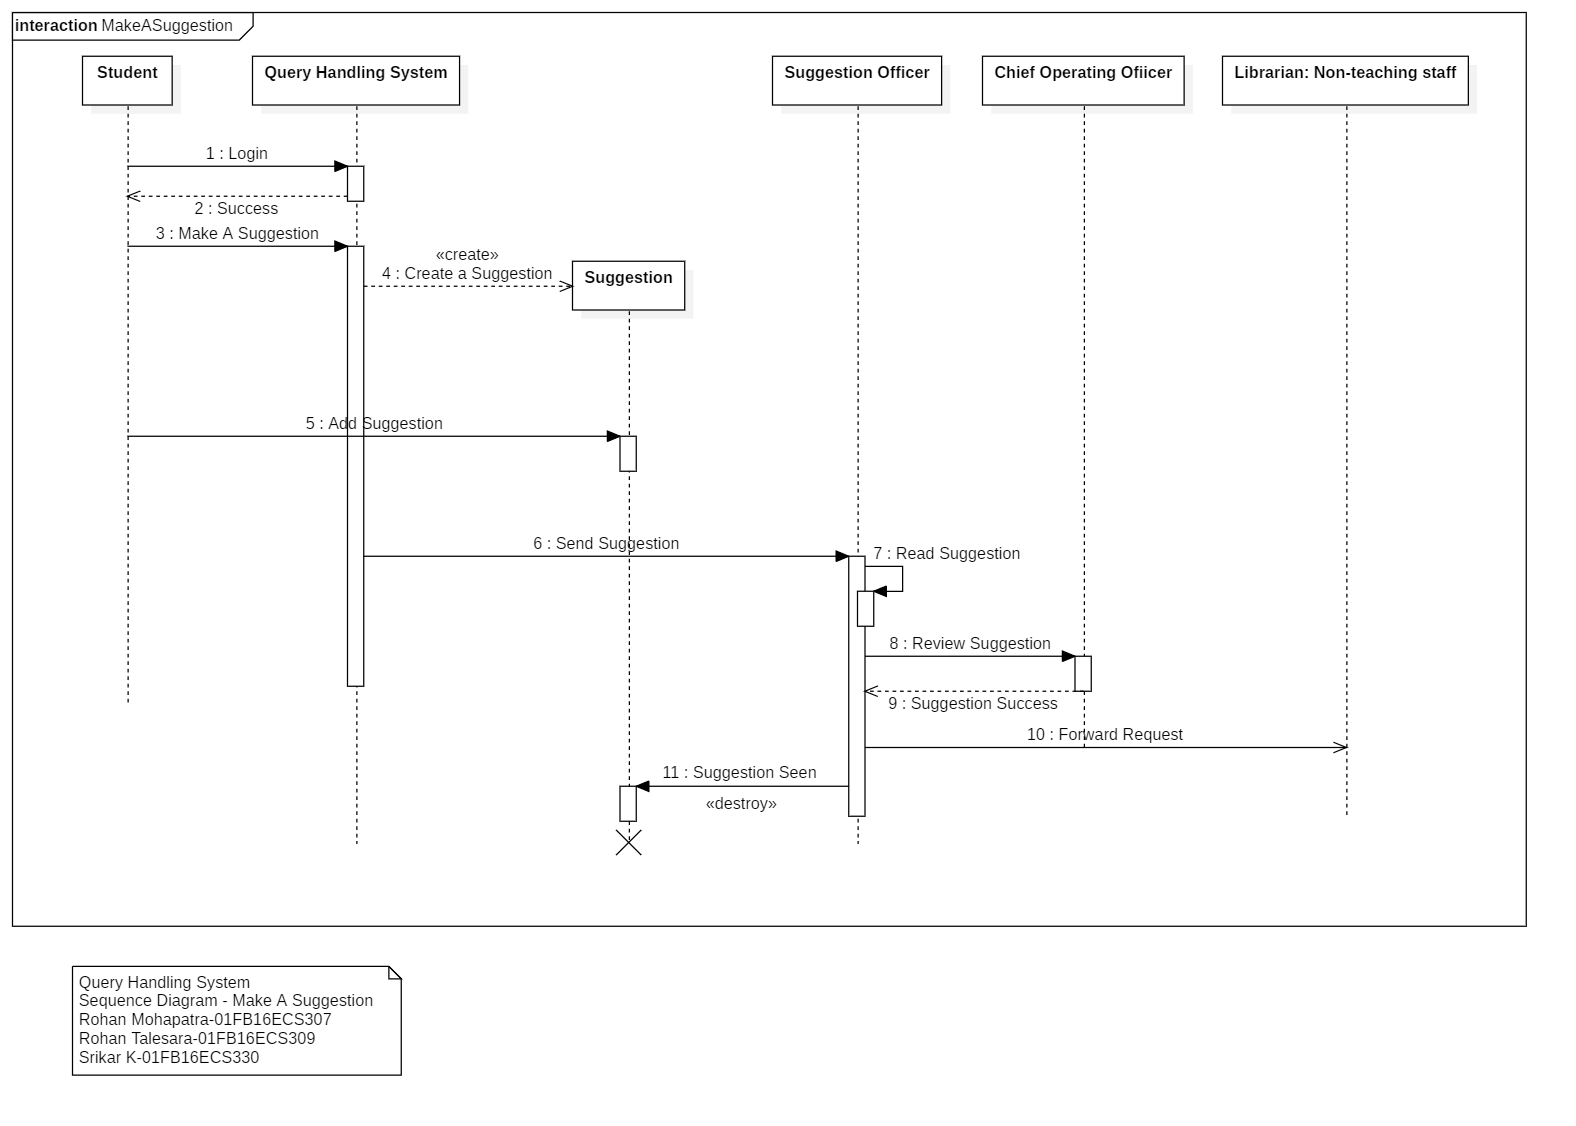 interaction MakeASuggestion
Student
Query Handling System
Suggestion Officer
Chief Operating Ofiicer
Librarian: Non-teaching staff
1 : Login
2 : Success
3 : Make A Suggestion
«create»
4 : Create a Suggestion
Suggestion
5 : Add Suggestion
6 : Send Suggestion
7 : Read Suggestion
8 : Review Suggestion
9 : Suggestion Success
10 : Forward Request
11 : Suggestion Seen
«destroy»
Query Handling System
Sequence Diagram - Make A Suggestion
Rohan Mohapatra-01FB16ECS307
Rohan Talesara-01FB16ECS309
Srikar K-01FB16ECS330